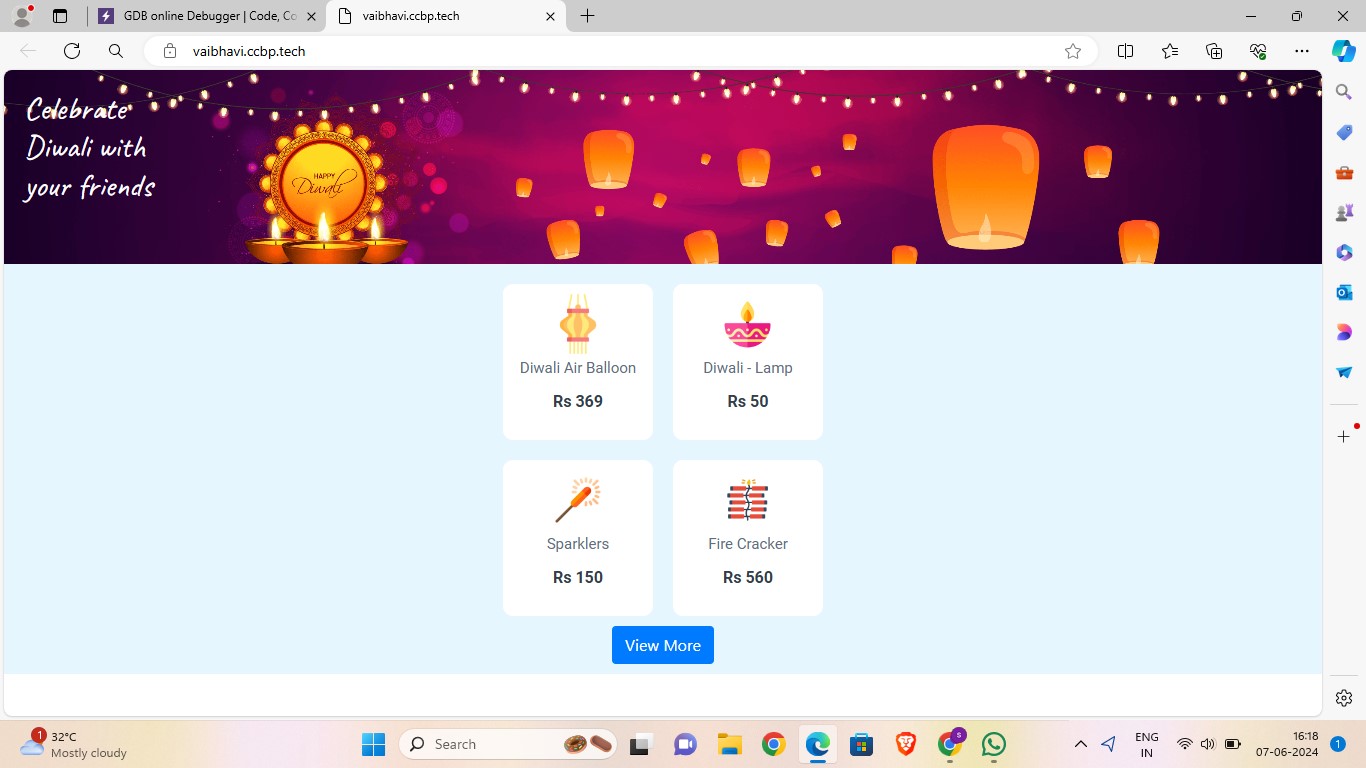 GDB online Debugger | Code, Co
vaibhavi.ccbp.tech
vaibhavi.ccbp.tech
Celebrate
Diwali with
your friends
HAPPY
Diwali
Diwali Air Balloon
Rs 369
Diwali - Lamp
Rs 50
Sparklers
Rs 150
Fire Cracker
Rs 560
View More
1
32°C
Mostly cloudy
Search
S
ENG
IN
16:18
07-06-2024
1